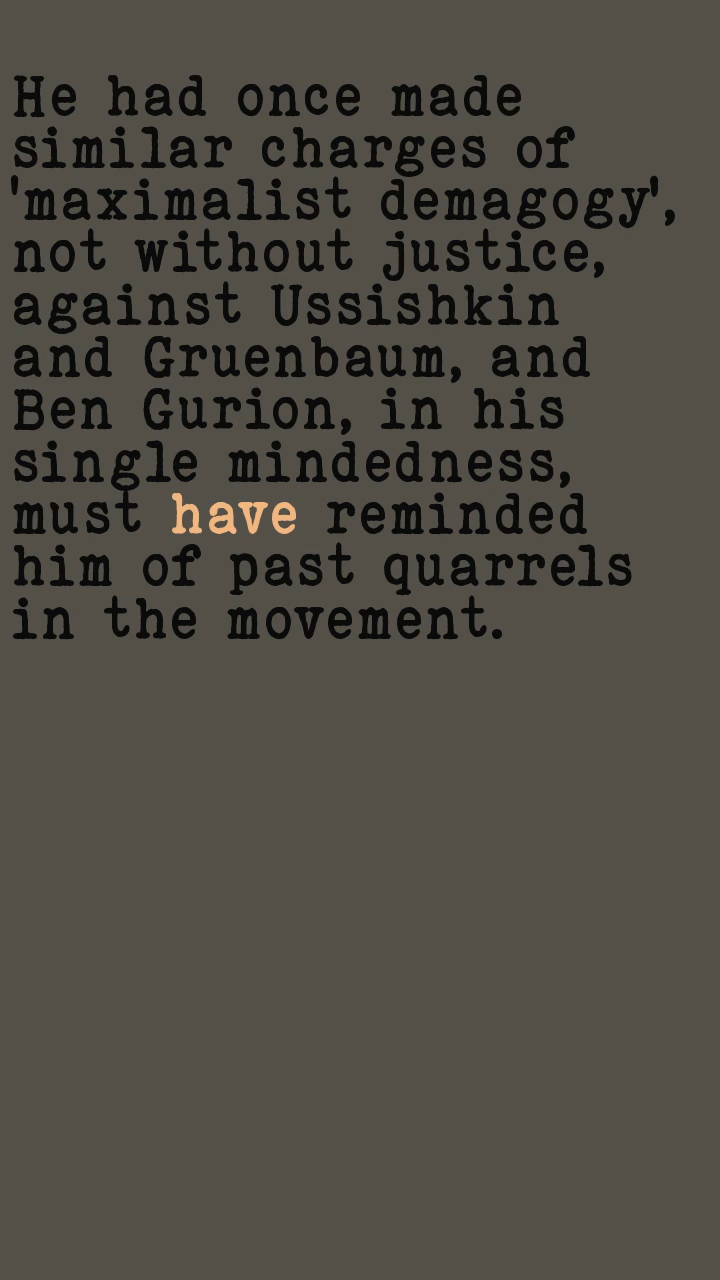 He had once made
similar charges of
'maximalist demagogy',
not without justice,
against Ussishkin
and Gruenbaum, and
Ben Gurion, in his
single mindedness,
must have reminded
him of past quarrels
in the movement.